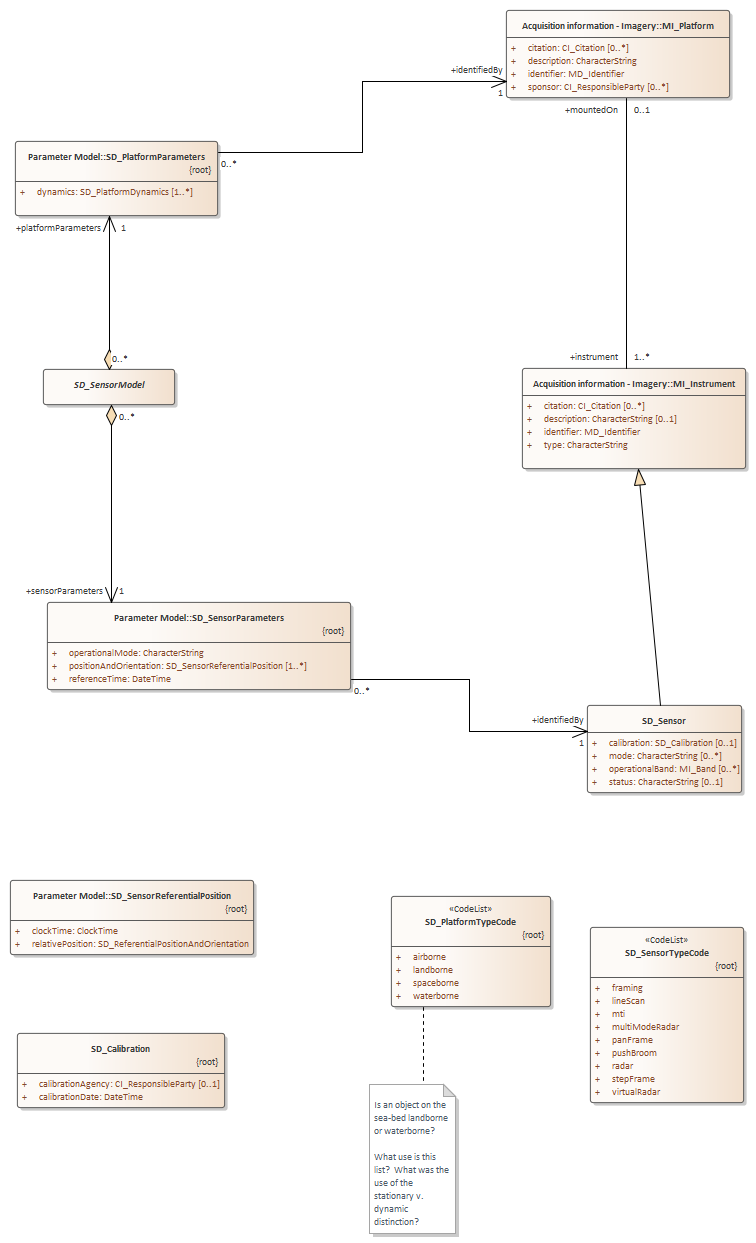 Acquisition information - Imagery::MI_Platform
+ citation: CI_Citation [0..*]
+ description: CharacterString
+ identifier: MD_Identifier
+ sponsor: CI_ResponsibleParty [0..*]
+identifiedBy
1
+mountedOn 0..1
Parameter Model::SD_PlatformParameters
{root}
+ dynamics: SD_PlatformDynamics [1..*]
0..*
+platformParameters 1
0..*
SD_SensorModel
0..*
+instrument 1..*
Acquisition information - Imagery::MI_Instrument
+ citation: CI_Citation [0..*]
+ description: CharacterString [0..1]
+ identifier: MD_Identifier
+ type: CharacterString
+sensorParameters 1
Parameter Model::SD_SensorParameters
{root}
+ operationalMode: CharacterString
+ positionAndOrientation: SD_SensorReferentialPosition [1..*]
+ referenceTime: DateTime
0..*
+identifiedBy
1
SD_Sensor
+ calibration: SD_Calibration [0..1]
+ mode: CharacterString [0..*]
+ operationalBand: MI_Band [0..*]
+ status: CharacterString [0..1]
Parameter Model::SD_SensorReferentialPosition
{root}
+ clockTime: ClockTime
+ relativePosition: SD_ReferentialPositionAndOrientation
«CodeList»
SD_PlatformTypeCode
{root}
+ airborne
+ landborne
+ spaceborne
+ waterborne
«CodeList»
SD_SensorTypeCode
{root}
+ framing
+ lineScan
+ mti
+ multiModeRadar
+ panFrame
+ pushBroom
+ radar
+ stepFrame
+ virtualRadar
SD_Calibration
{root}
+ calibrationAgency: CI_ResponsibleParty [0..1]
+ calibrationDate: DateTime
Is an object on the
sea-bed landborne
or waterborne?
What use is this
list? What was the
use of the
stationary v.
dynamic
distinction?